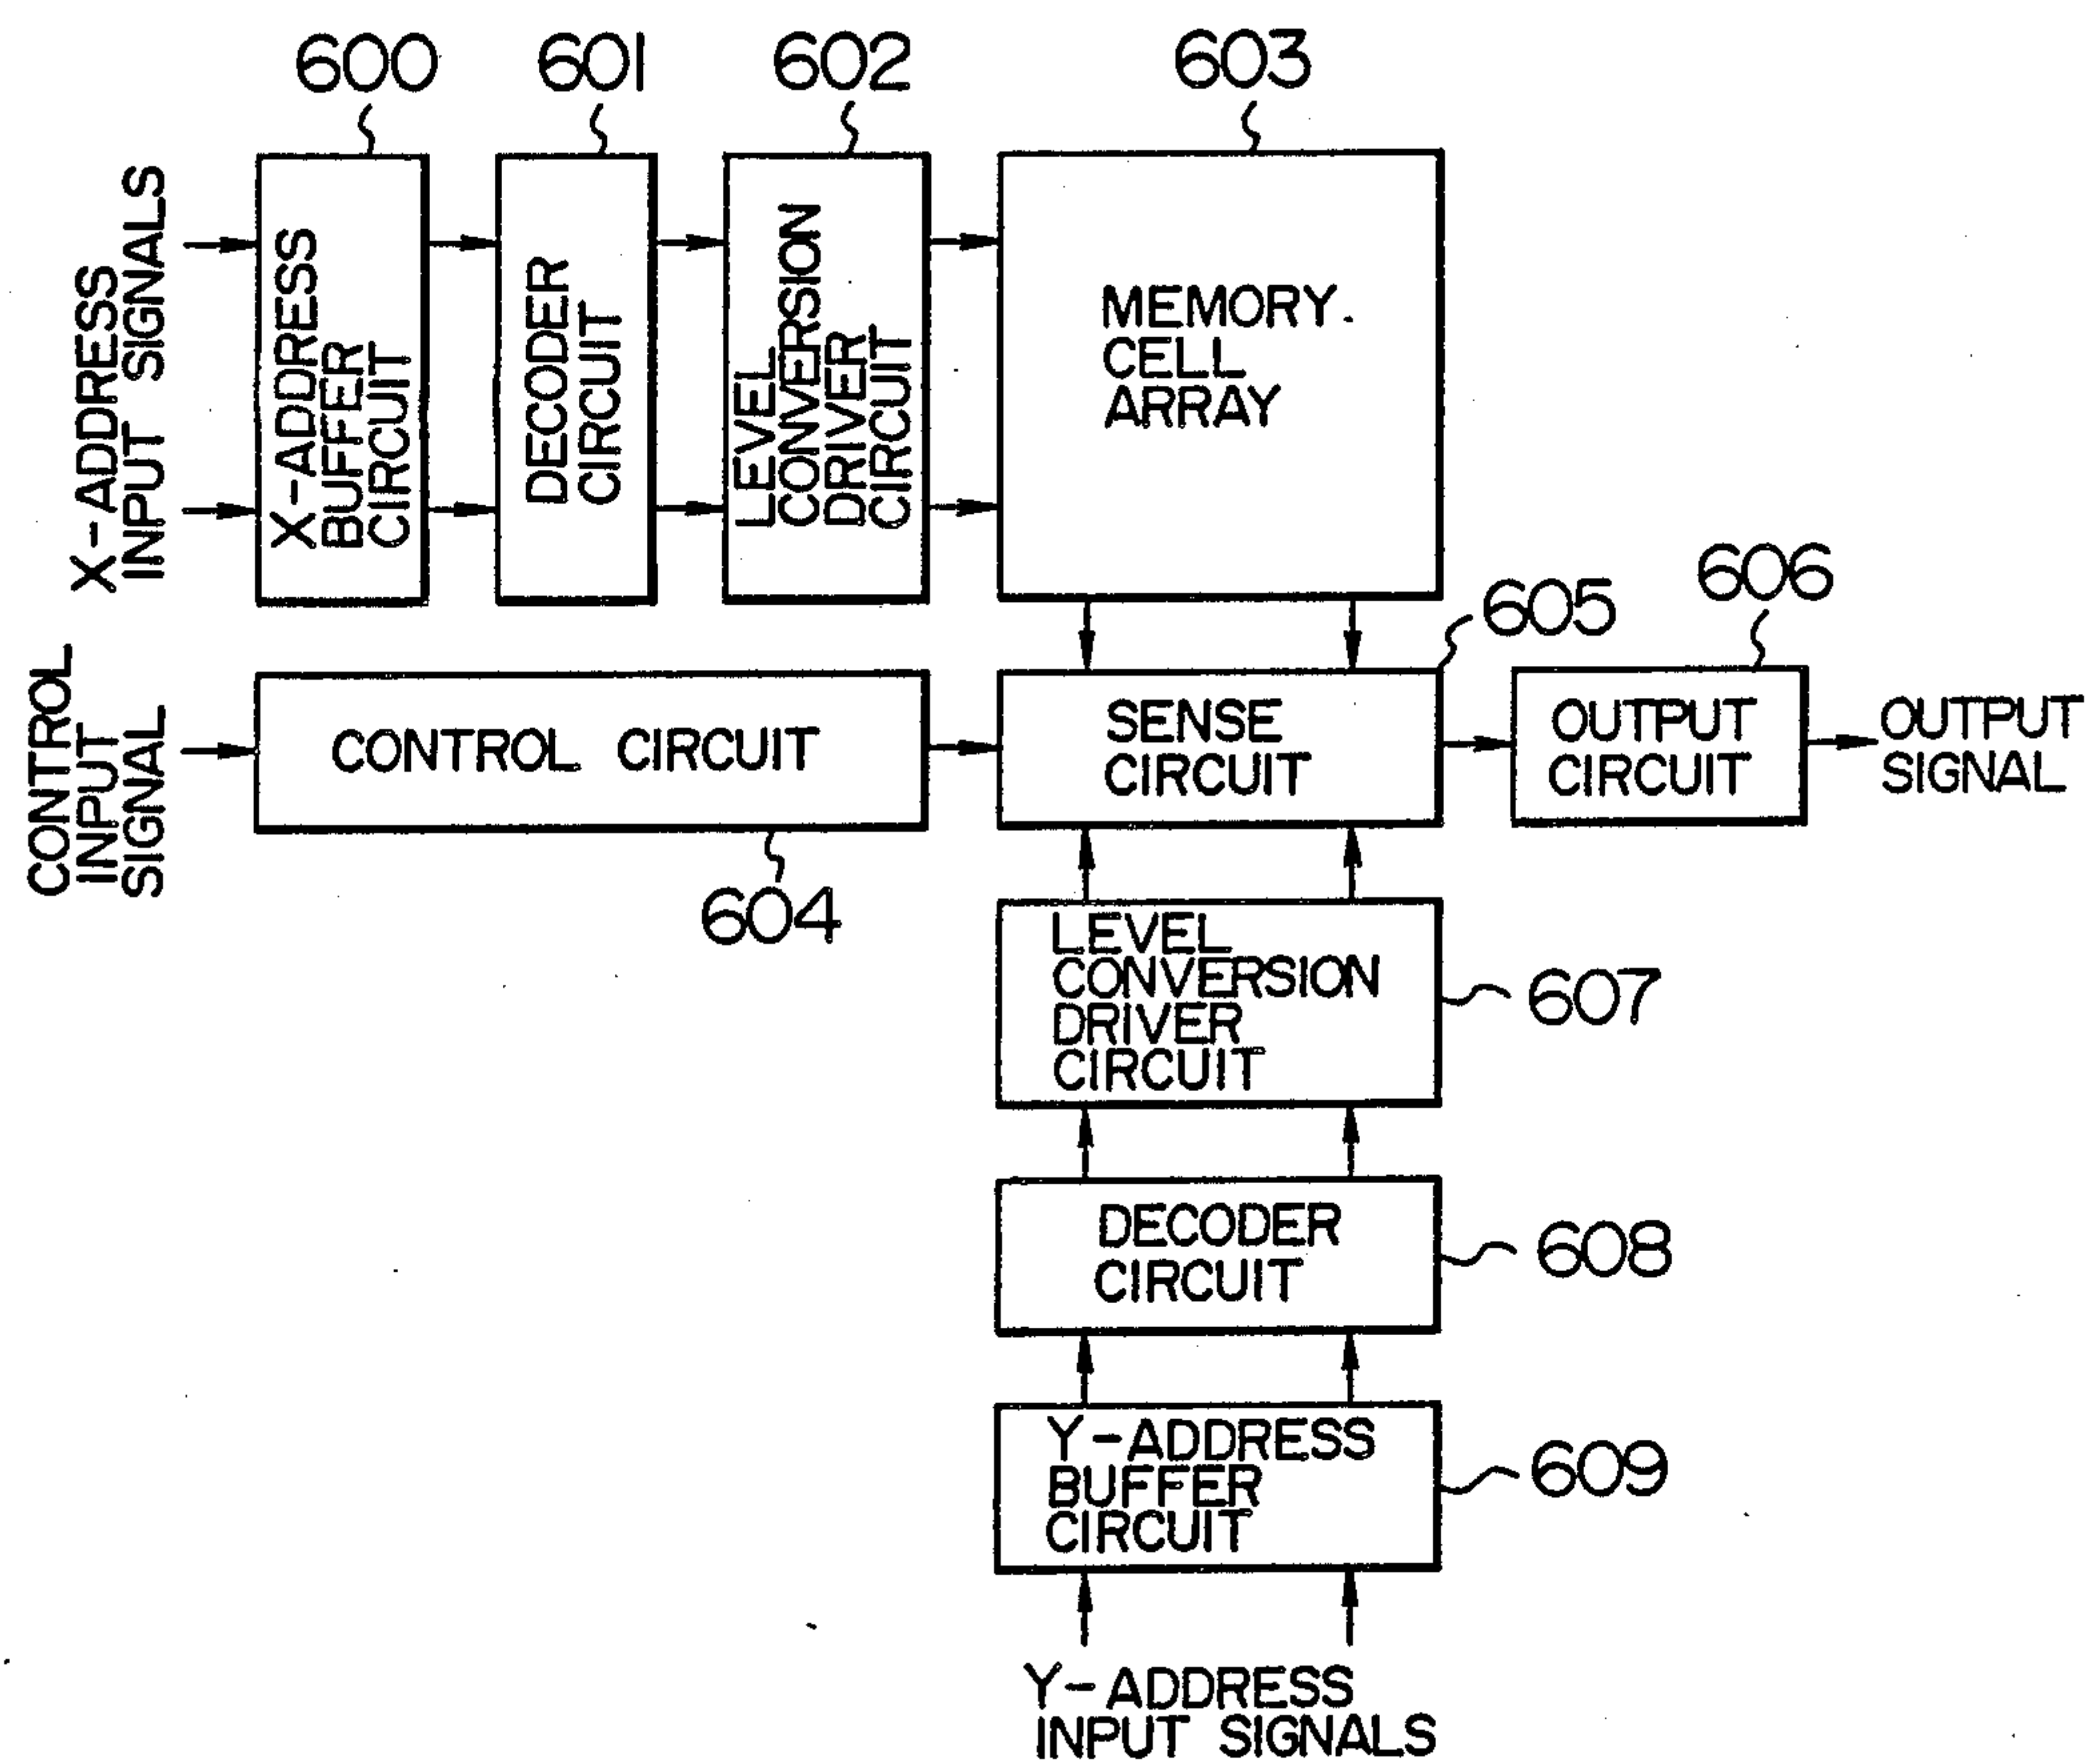 600
601
602
603
X-ADDRESS
INPUT SIGNALS
X-ADDRESS
BUFFER
CIRCUIT
DECODER
CIRCUIT
LEVEL
CONVERSION
DRIVER
CIRCUIT
MEMORY
CELL
ARRAY
CONTROL
INPUT
SIGNAL
CONTROL CIRCUIT
604
SENSE
CIRCUIT
605
OUTPUT
CIRCUIT
606
OUTPUT
SIGNAL
LEVEL
CONVERSION
DRIVER
CIRCUIT
607
DECODER
CIRCUIT
608
Y-ADDRESS
BUFFER
CIRCUIT
609
Y-ADDRESS
INPUT SIGNALS